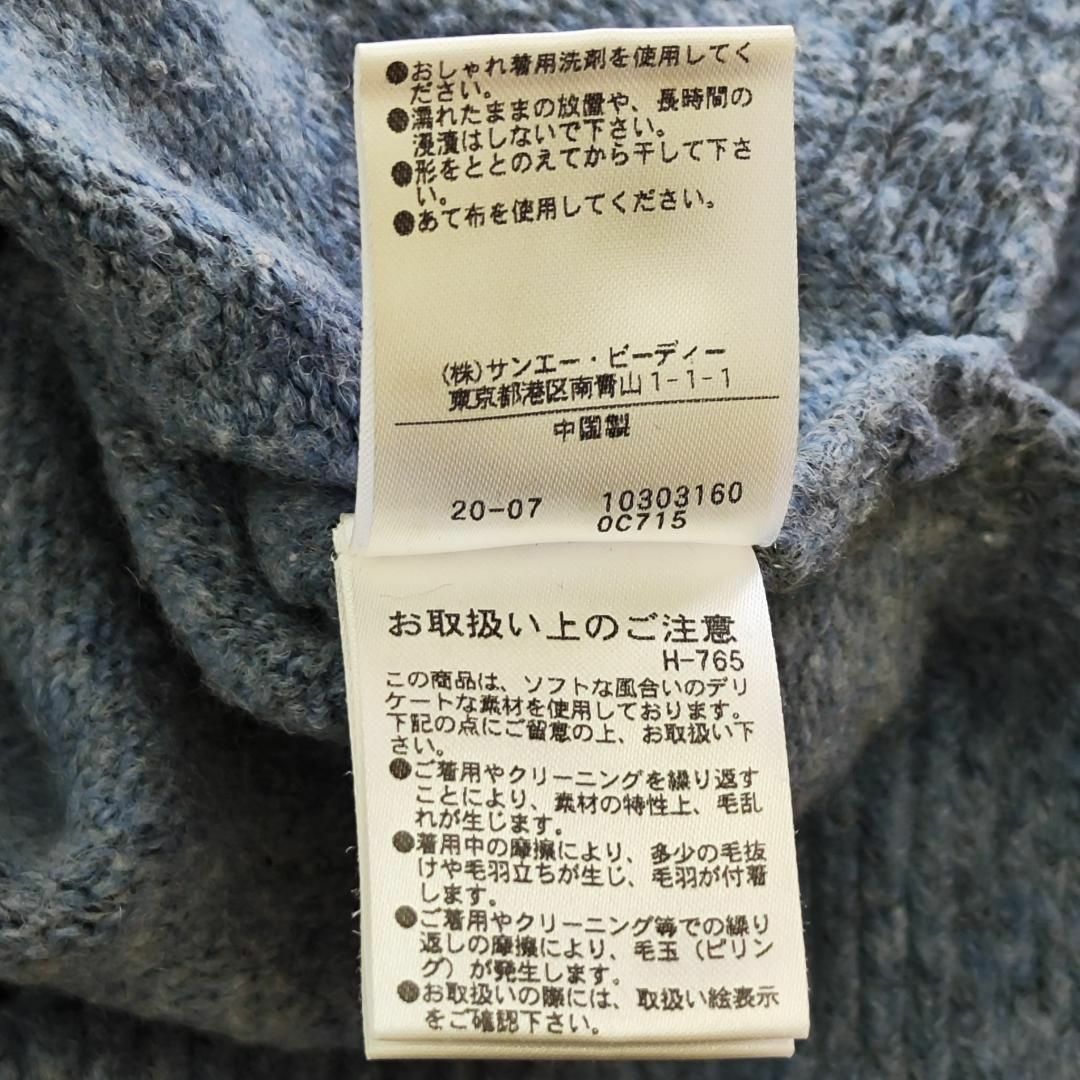 ●おしゃれ着用洗剤を使用してく
ださい。
●濡れたままの放置や、長時間の
浸漬はしないで下さい。
●形をととのえてから干して下さ
い。
●あて布を使用してください。
(株)サンエー・ビーディー
東京都港区南青山1-1-1
中国製
20-07 10303160
0C715
お取扱い上のご注意
H-765
この商品は、ソフトな風合いのデリ
ケートな素材を使用しております。
下記の点にご留意の上、お取扱い下
さい。
●ご着用やクリーニングを繰り返す
ことにより、素材の特性上、毛乱
れが生じます。
●着用中の摩擦により、多少の毛抜
けや毛羽立ちが生じ、毛羽が付着
します。
●ご着用やクリーニング等での繰り
返しの摩擦により、毛玉（ピリン
グ）が発生します。
●お取扱いの際には、取扱い絵表示
をご確認下さい。